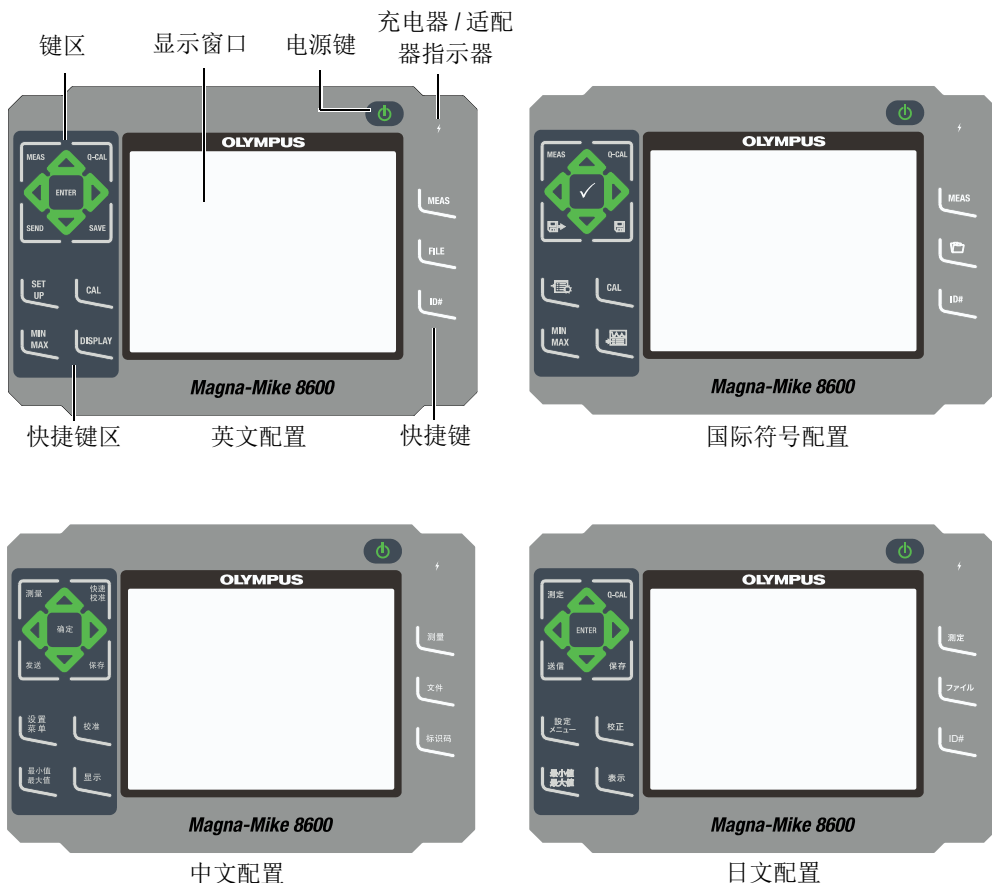 键区
显示窗口
电源键
充电器 / 适配
器指示器
OLYMPUS
MEAS
Q-CAL
ENTER
SEND
SAVE
SET
UP
CAL
MIN
MAX
DISPLAY
MEAS
FILE
ID#
Magna-Mike 8600
快捷键区
英文配置
快捷键
OLYMPUS
MEAS
Q-CAL
CAL
MIN
MAX
MEAS
ID#
Magna-Mike 8600
国际符号配置
OLYMPUS
测量
快速
校准
确定
发送
保存
设置
菜单
校准
最小值
最大值
显示
测量
文件
标识码
Magna-Mike 8600
中文配置
OLYMPUS
测定
Q-CAL
ENTER
送信
保存
設定
メニュー
校正
最小値
最大値
表示
测定
ファイル
ID#
Magna-Mike 8600
日文配置